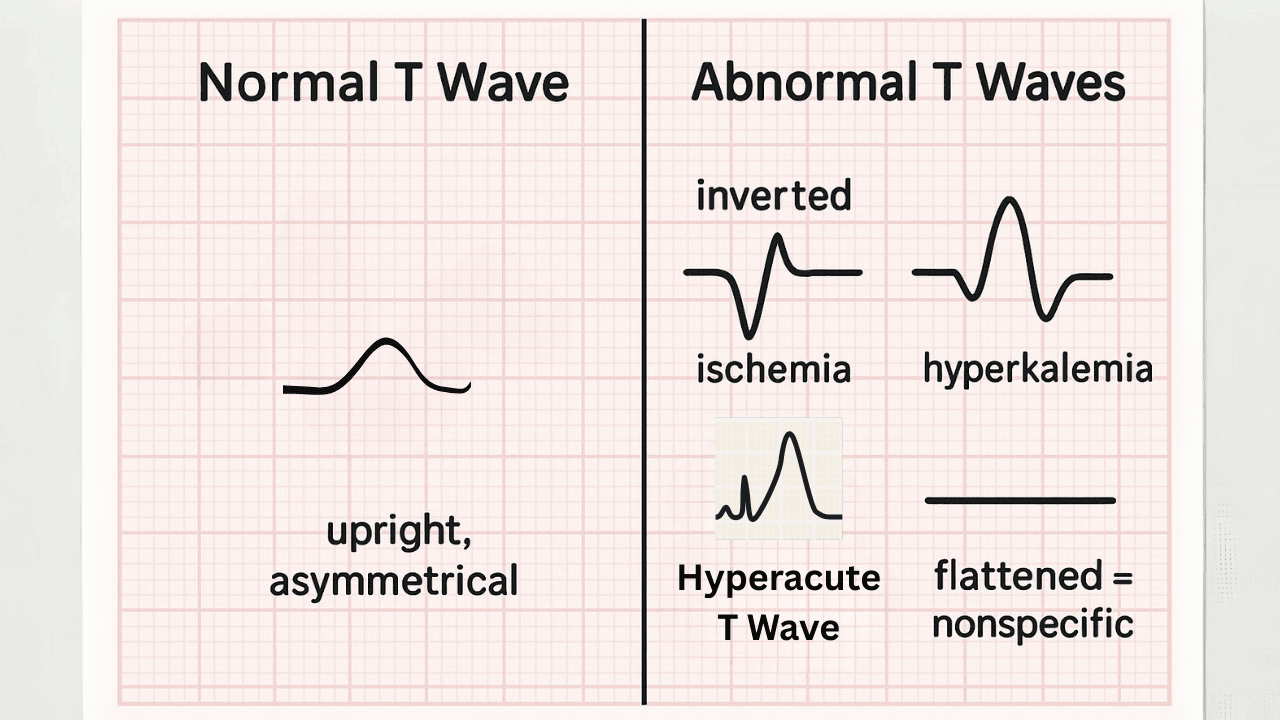 Normal T Wave
upright,
asymmetrical
Abnormal T Waves
inverted
ischemia
hyperkalemia
Hyperacute
T Wave
flattened =
nonspecific